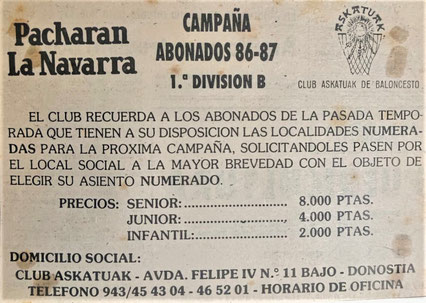 Pacharan
La Navarra
CAMPAÑA
ABONADOS 86-87
1.ª DIVISION B
ASKATUAK
CLUB ASKATUAK DE BALONCESTO
EL CLUB RECUERDA A LOS ABONADOS DE LA PASADA TEMPO-
RADA QUE TIENEN A SU DISPOSICION LAS LOCALIDADES NUMERA-
DAS PARA LA PROXIMA CAMPAÑA, SOLICITANDOLES PASEN POR
EL LOCAL SOCIAL A LA MAYOR BREVEDAD CON EL OBJETO DE
ELEGIR SU ASIENTO NUMERADO.
PRECIOS: SENIOR:.............................. 8.000 PTAS.
JUNIOR:.............................. 4.000 PTAS.
INFANTIL:........................... 2.000 PTAS.
DOMICILIO SOCIAL:
CLUB ASKATUAK - AVDA. FELIPE IV N.º 11 BAJO - DONOSTIA
TELEFONO 943/45 43 04 - 46 52 01 - HORARIO DE OFICINA